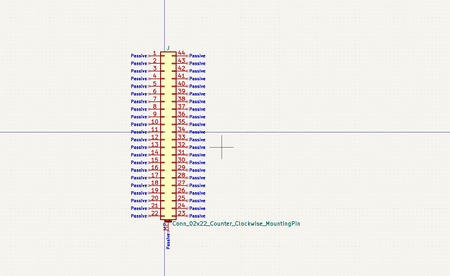 J
Passive 1 44 Passive
Passive 2 43 Passive
Passive 3 42 Passive
Passive 4 41 Passive
Passive 5 40 Passive
Passive 6 39 Passive
Passive 7 38 Passive
Passive 8 37 Passive
Passive 9 36 Passive
Passive 10 35 Passive
Passive 11 34 Passive
Passive 12 33 Passive
Passive 13 32 Passive
Passive 14 31 Passive
Passive 15 30 Passive
Passive 16 29 Passive
Passive 17 28 Passive
Passive 18 27 Passive
Passive 19 26 Passive
Passive 20 25 Passive
Passive 21 24 Passive
Passive 22 23 Passive
Conn_02x22_Counter_Clockwise_MountingPin
Passive